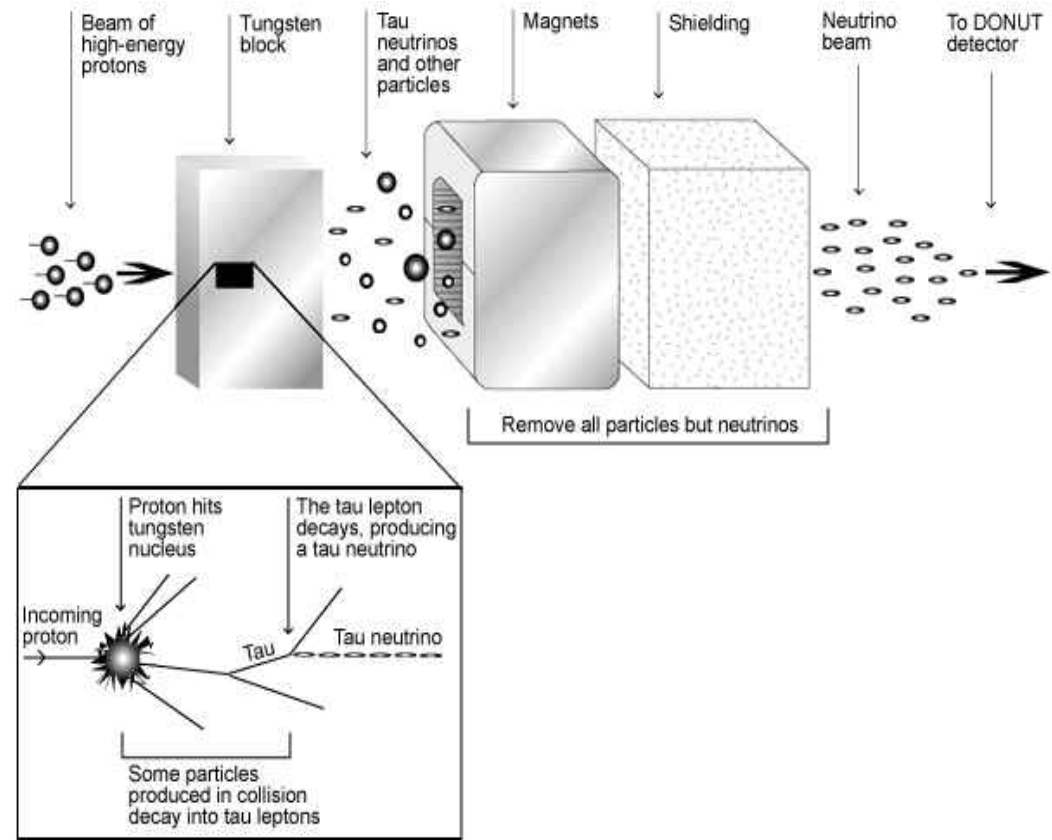 Beam of
high-energy
protons
Tungsten
block
Tau
neutrinos
and other
particles
Magnets
Shielding
Neutrino
beam
To DONUT
detector
Remove all particles but neutrinos
Proton hits
tungsten
nucleus
The tau lepton
decays, producing
a tau neutrino
Incoming
proton
Tau
Tau neutrino
Some particles
produced in collision
decay into tau leptons